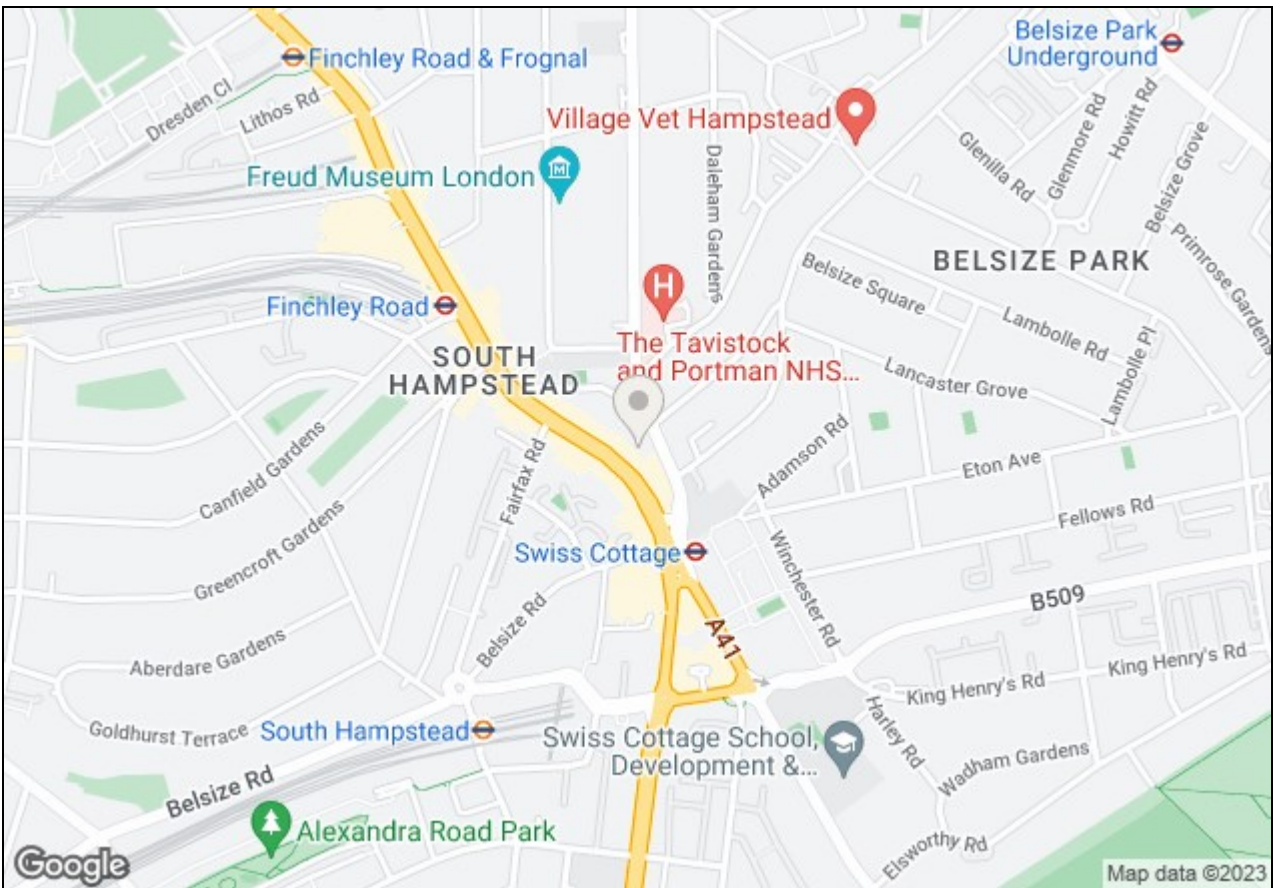 Finchley Road & Frognal
Belsize Park
Underground
Dresden Cl
Lithos Rd
Village Vet Hampstead
Glenmore Rd
Howitt Rd
Belsize Grove
Glenilla Rd
Freud Museum London
Daleham Gardens
Primrose Gardens
BELSIZE PARK
Belsize Square
H
Finchley Road
Lambolle Rd
Lambolle Pl
The Tavistock
and Portman NHS...
SOUTH
HAMPSTEAD
Lancaster Grove
Canfield Gardens
Fairfax Rd
Adamson Rd
Eton Ave
Fellows Rd
Greencroft Gardens
Swiss Cottage
Winchester Rd
B509
Belsize Rd
A41
Aberdare Gardens
King Henry's Rd
King Henry's Rd
Goldhurst Terrace
South Hampstead
Harley Rd
Swiss Cottage School,
Development &...
Wadham Gardens
Belsize Rd
Alexandra Road Park
Elsworthy Rd
Google
Map data ©2023